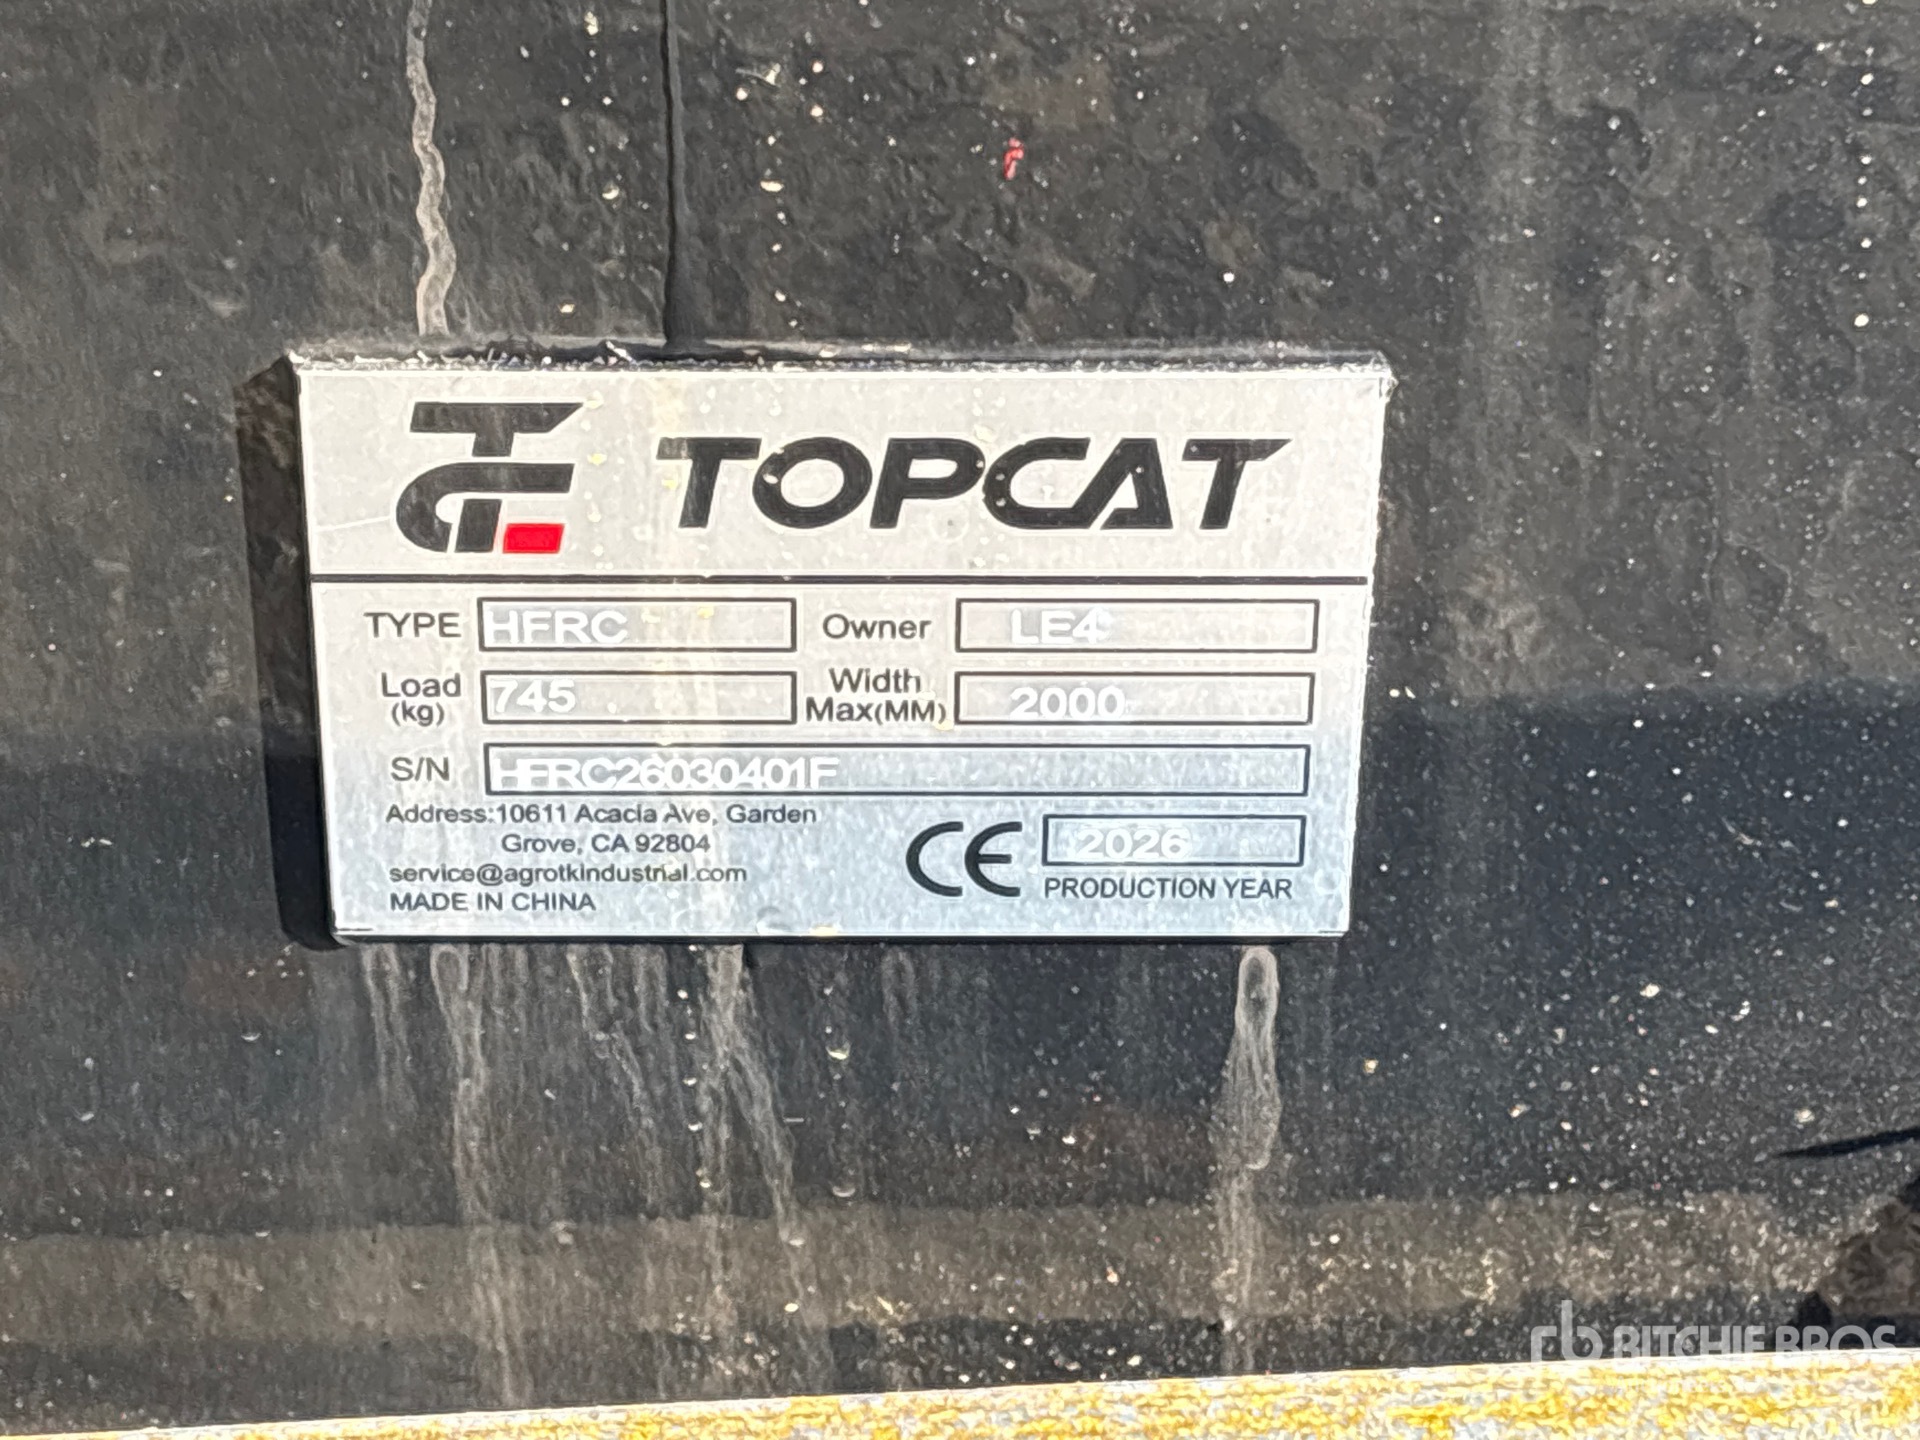 TOPCAT
TYPE HFRC Owner LE4
Load (kg) 745 Width Max(MM) 2000
S/N HFRC26030401F
Address:10611 Acacia Ave, Garden
Grove, CA 92804
service@agrotkindustrial.com
MADE IN CHINA
CE 2026
PRODUCTION YEAR
rb RITCHIE BROS